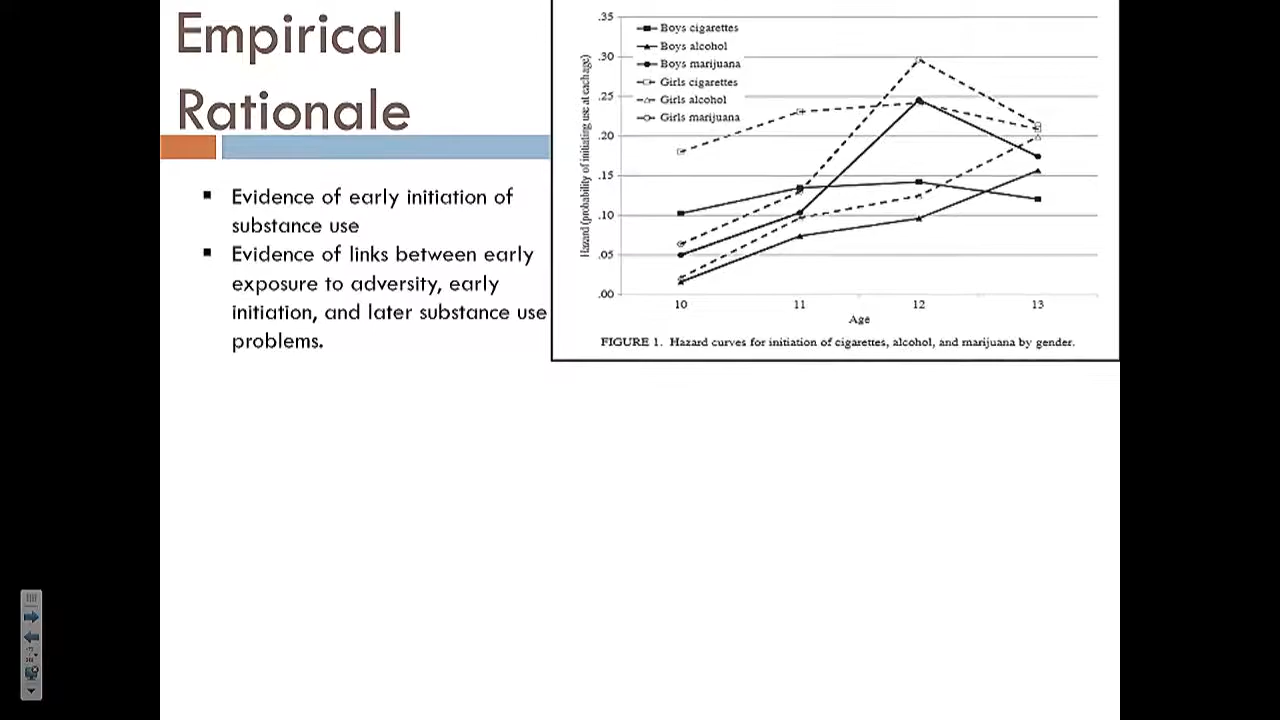 Empirical
Rationale
Evidence of early initiation of
substance use
Evidence of links between early
exposure to adversity, early
initiation, and later substance use
problems.
.35
.30
.25
.20
.15
.10
.05
.00
Hazard (probability of initiating use at each age)
Boys cigarettes
Boys alcohol
Boys marijuana
Girls cigarettes
Girls alcohol
Girls marijuana
10 11 12 13
Age
FIGURE 1. Hazard curves for initiation of cigarettes, alcohol, and marijuana by gender.